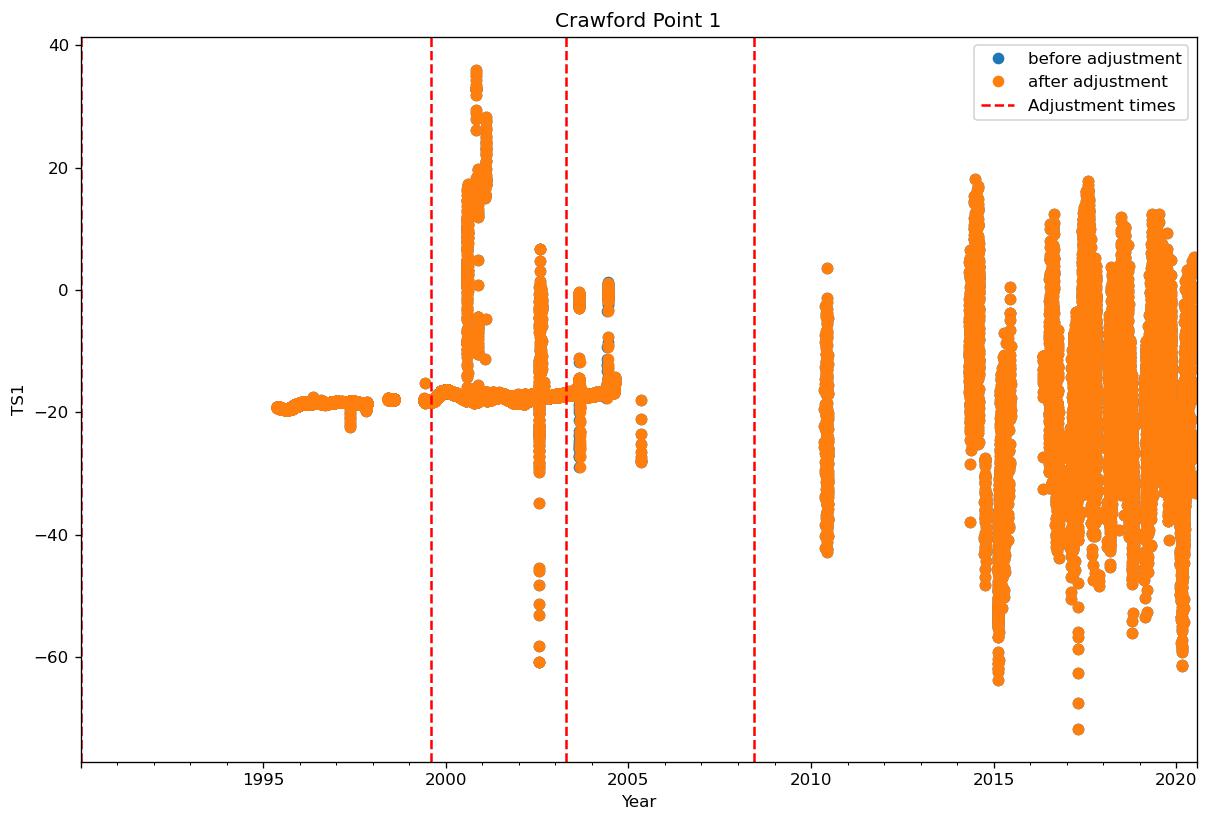 Crawford Point 1
before adjustment
after adjustment
Adjustment times
40
20
0
−20
−40
−60
TS1
1995
2000
2005
2010
2015
2020
Year